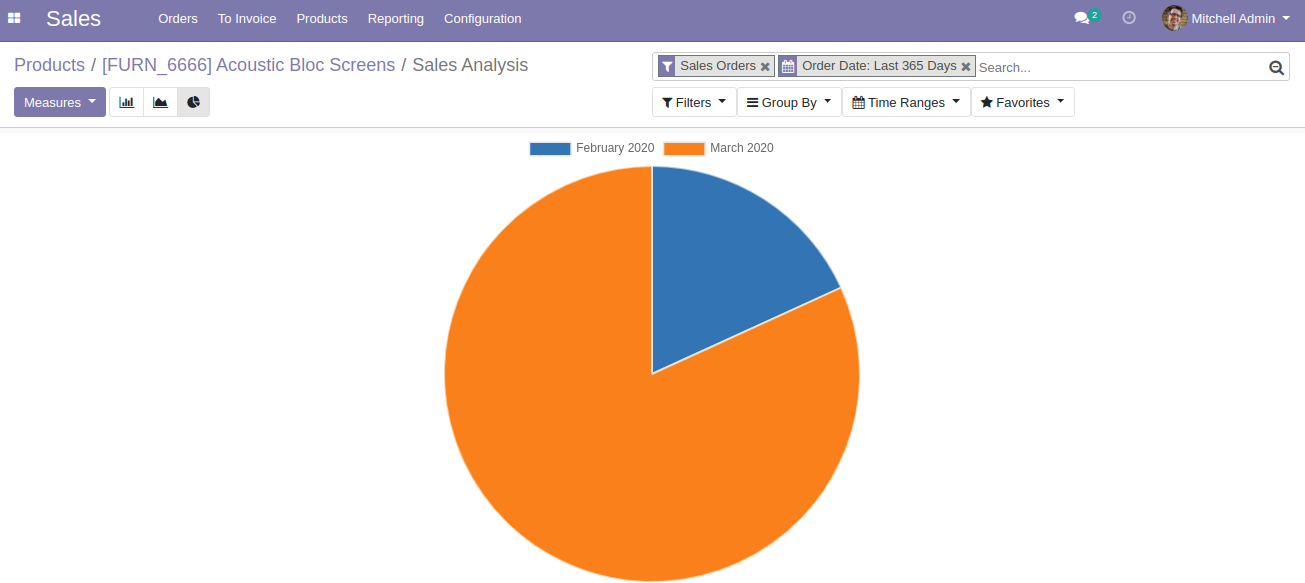 Sales Orders To Invoice Products Reporting Configuration 2 Mitchell Admin
Products / [FURN_6666] Acoustic Bloc Screens / Sales Analysis
Sales Orders Order Date: Last 365 Days Search...
Measures Filters Group By Time Ranges Favorites
February 2020 March 2020